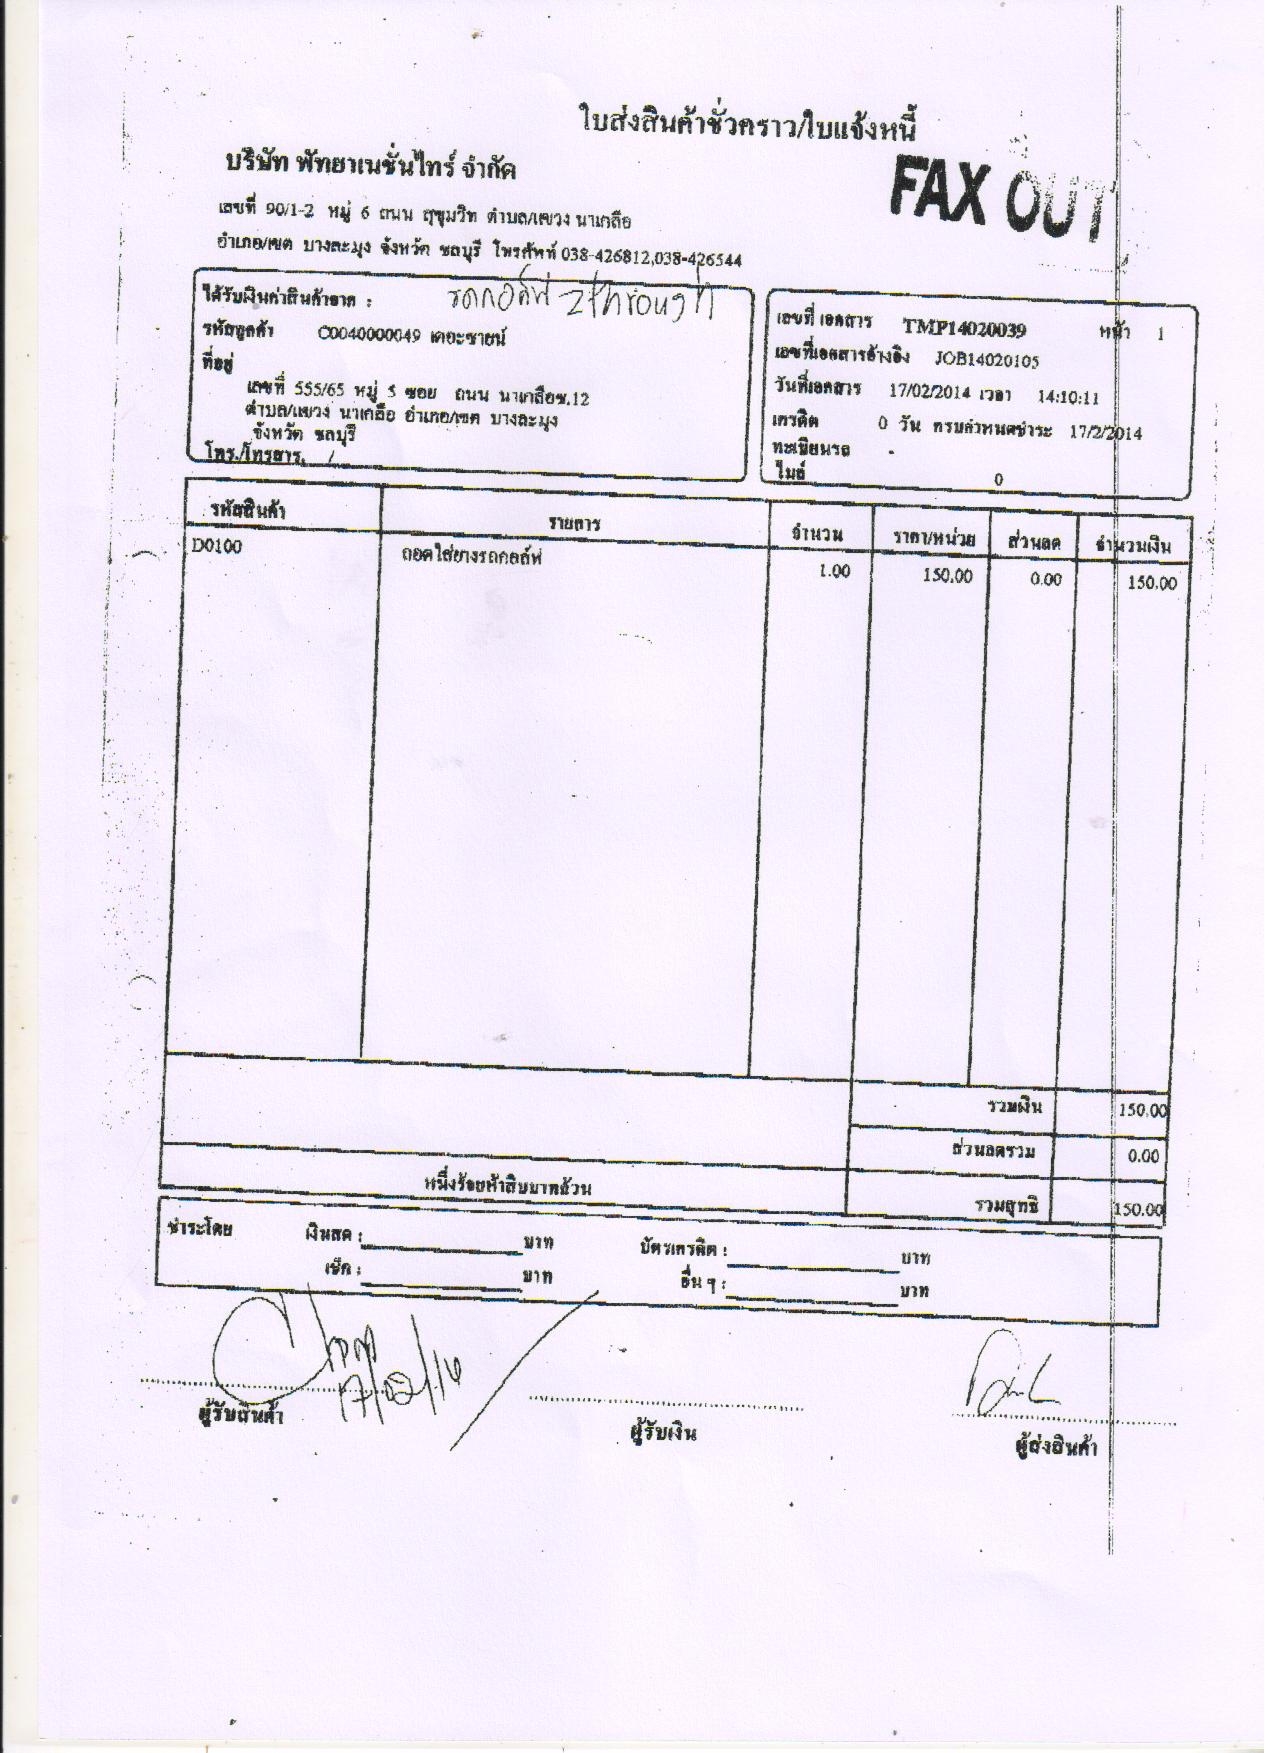 ใบส่งสินค้าชั่วคราว/ใบแจ้งหนี้
FAX OUT
บริษัท พัทยาเนชั่นไทร์ จำกัด
เลขที่ 90/1-2 หมู่ 6 ถนน สุขุมวิท ตำบล/แขวง นาเกลือ
อำเภอ/เขต บางละมุง จังหวัด ชลบุรี โทรศัพท์ 038-426812,038-426544
ได้รับเงินค่าสินค้าจาก : รถกอล์ฟ 2through
รหัสลูกค้า C0040000049 เดอะซายน์
ที่อยู่
เลขที่ 555/65 หมู่ 5 ซอย ถนน นาเกลือซ.12
ตำบล/แขวง นาเกลือ อำเภอ/เขต บางละมุง
จังหวัด ชลบุรี
โทร./โทรสาร. /
เลขที่เอกสาร TMP14020039 หน้า 1
เลขที่เอกสารอ้างอิง JOB14020105
วันที่เอกสาร 17/02/2014 เวลา 14:10:11
เครดิต 0 วัน ครบกำหนดชำระ 17/2/2014
ทะเบียนรถ -
ไมล์ 0
รหัสสินค้า รายการ จำนวน ราคา/หน่วย ส่วนลด จำนวนเงิน
D0100 ถอดใส่ยางรถกอล์ฟ 1.00 150.00 0.00 150.00
รวมเงิน 150.00
ส่วนลดรวม 0.00
หนึ่งร้อยห้าสิบบาทถ้วน รวมสุทธิ 150.00
ชำระโดย เงินสด : บาท บัตรเครดิต : บาท
เช็ค : บาท อื่น ๆ : บาท
17/02/14
ผู้รับสินค้า ผู้รับเงิน ผู้ส่งสินค้า